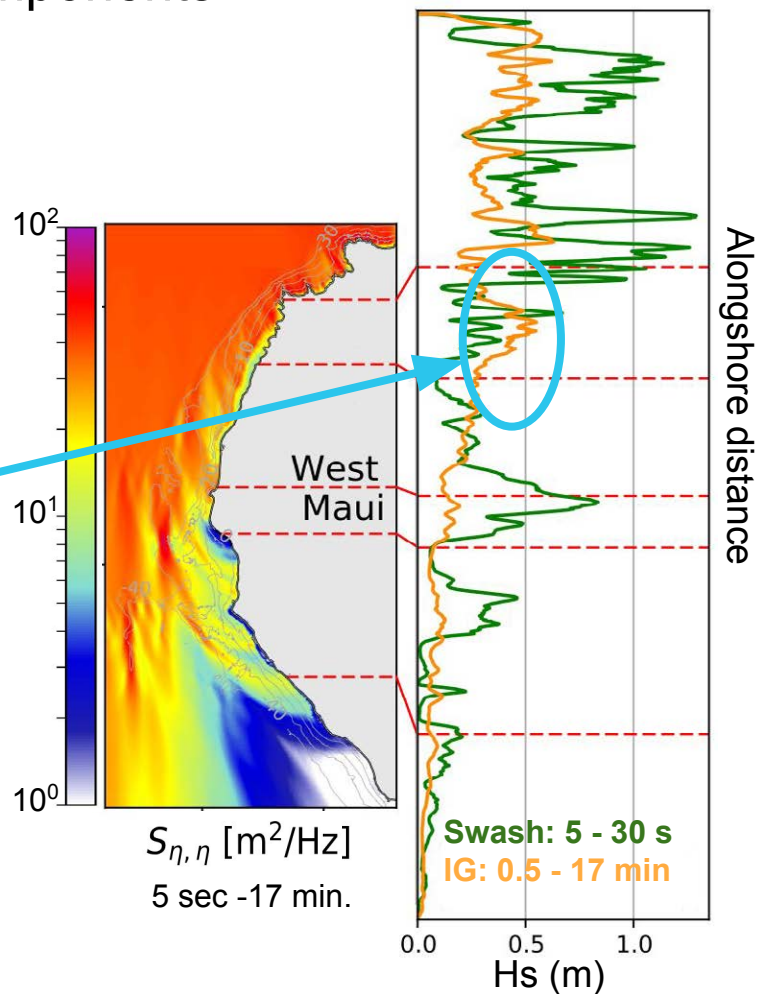 10²
10¹
10⁰
West
Maui
Sη, η [m²/Hz]
5 sec -17 min.
Alongshore distance
Swash: 5 - 30 s
IG: 0.5 - 17 min
0.0 0.5 1.0
Hs (m)